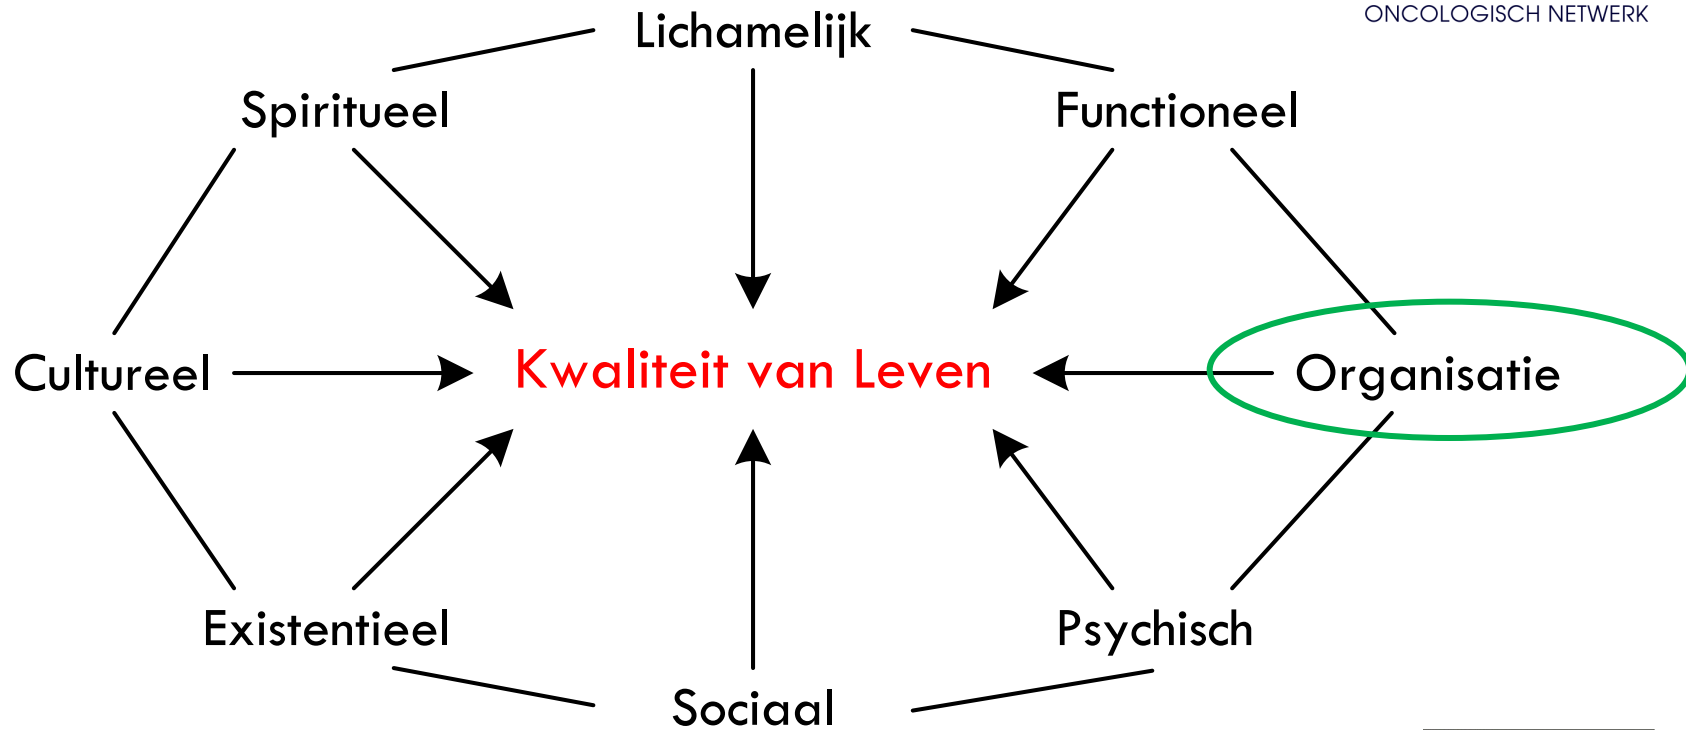 ONCOLOGISCH NETWERK
Lichamelijk
Spiritueel
Functioneel
Cultureel
Kwaliteit van Leven
Organisatie
Existentieel
Psychisch
Sociaal